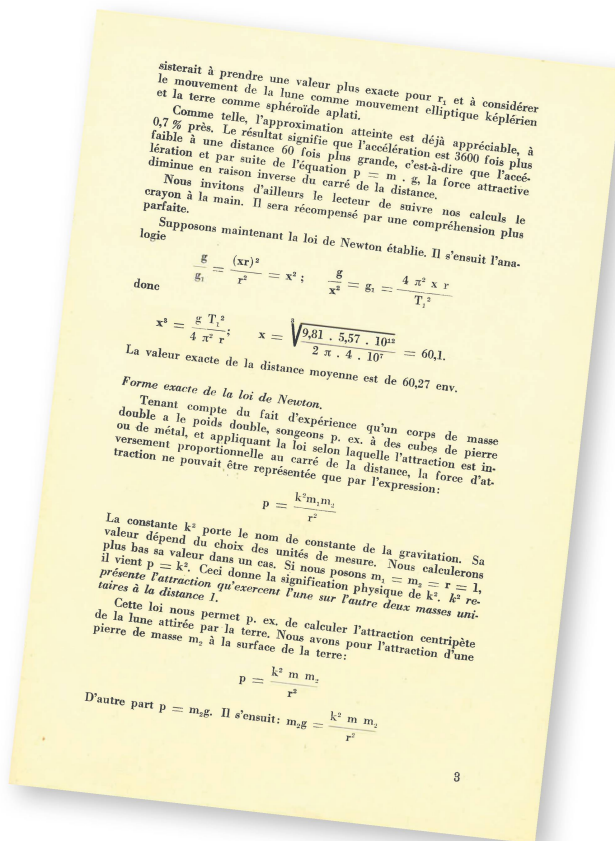 sisterait à prendre une valeur plus exacte pour r₁ et à considérer
le mouvement de la lune comme mouvement elliptique képlérien
et la terre comme sphéroïde aplati.
Comme telle, l'approximation atteinte est déjà appréciable, à
0,7 % près. Le résultat signifie que l'accélération est 3600 fois plus
faible à une distance 60 fois plus grande, c'est-à-dire que l'accé-
lération et par suite de l'équation p = m . g, la force attractive
diminue en raison inverse du carré de la distance.
Nous invitons d'ailleurs le lecteur de suivre nos calculs le
crayon à la main. Il sera récompensé par une compréhension plus
parfaite.
Supposons maintenant la loi de Newton établie. Il s'ensuit l'ana-
logie
g/g₁ = (xr)²/r² = x² ; g/x² = g₁ = 4 π² x r/T₁²
donc
x³ = g T₁²/4 π² r; x = ∛(9,81 . 5,57 . 10¹²/2 π . 4 . 10⁷) = 60,1.
La valeur exacte de la distance moyenne est de 60,27 env.
Forme exacte de la loi de Newton.
Tenant compte du fait d'expérience qu'un corps de masse
double a le poids double, songeons p. ex. à des cubes de pierre
ou de métal, et appliquant la loi selon laquelle l'attraction est in-
versement proportionnelle au carré de la distance, la force d'at-
traction ne pouvait être représentée que par l'expression:
p = k²m₁m₂/r²
La constante k² porte le nom de constante de la gravitation. Sa
valeur dépend du choix des unités de mesure. Nous calculerons
plus bas sa valeur dans un cas. Si nous posons m₁ = m₂ = r = 1,
il vient p = k². Ceci donne la signification physique de k². k² re-
présente l'attraction qu'exercent l'une sur l'autre deux masses uni-
taires à la distance 1.
Cette loi nous permet p. ex. de calculer l'attraction centripète
de la lune attirée par la terre. Nous avons pour l'attraction d'une
pierre de masse m₂ à la surface de la terre:
p = k² m m₂/r²
D'autre part p = m₂g. Il s'ensuit: m₂g = k² m m₂/r²
3